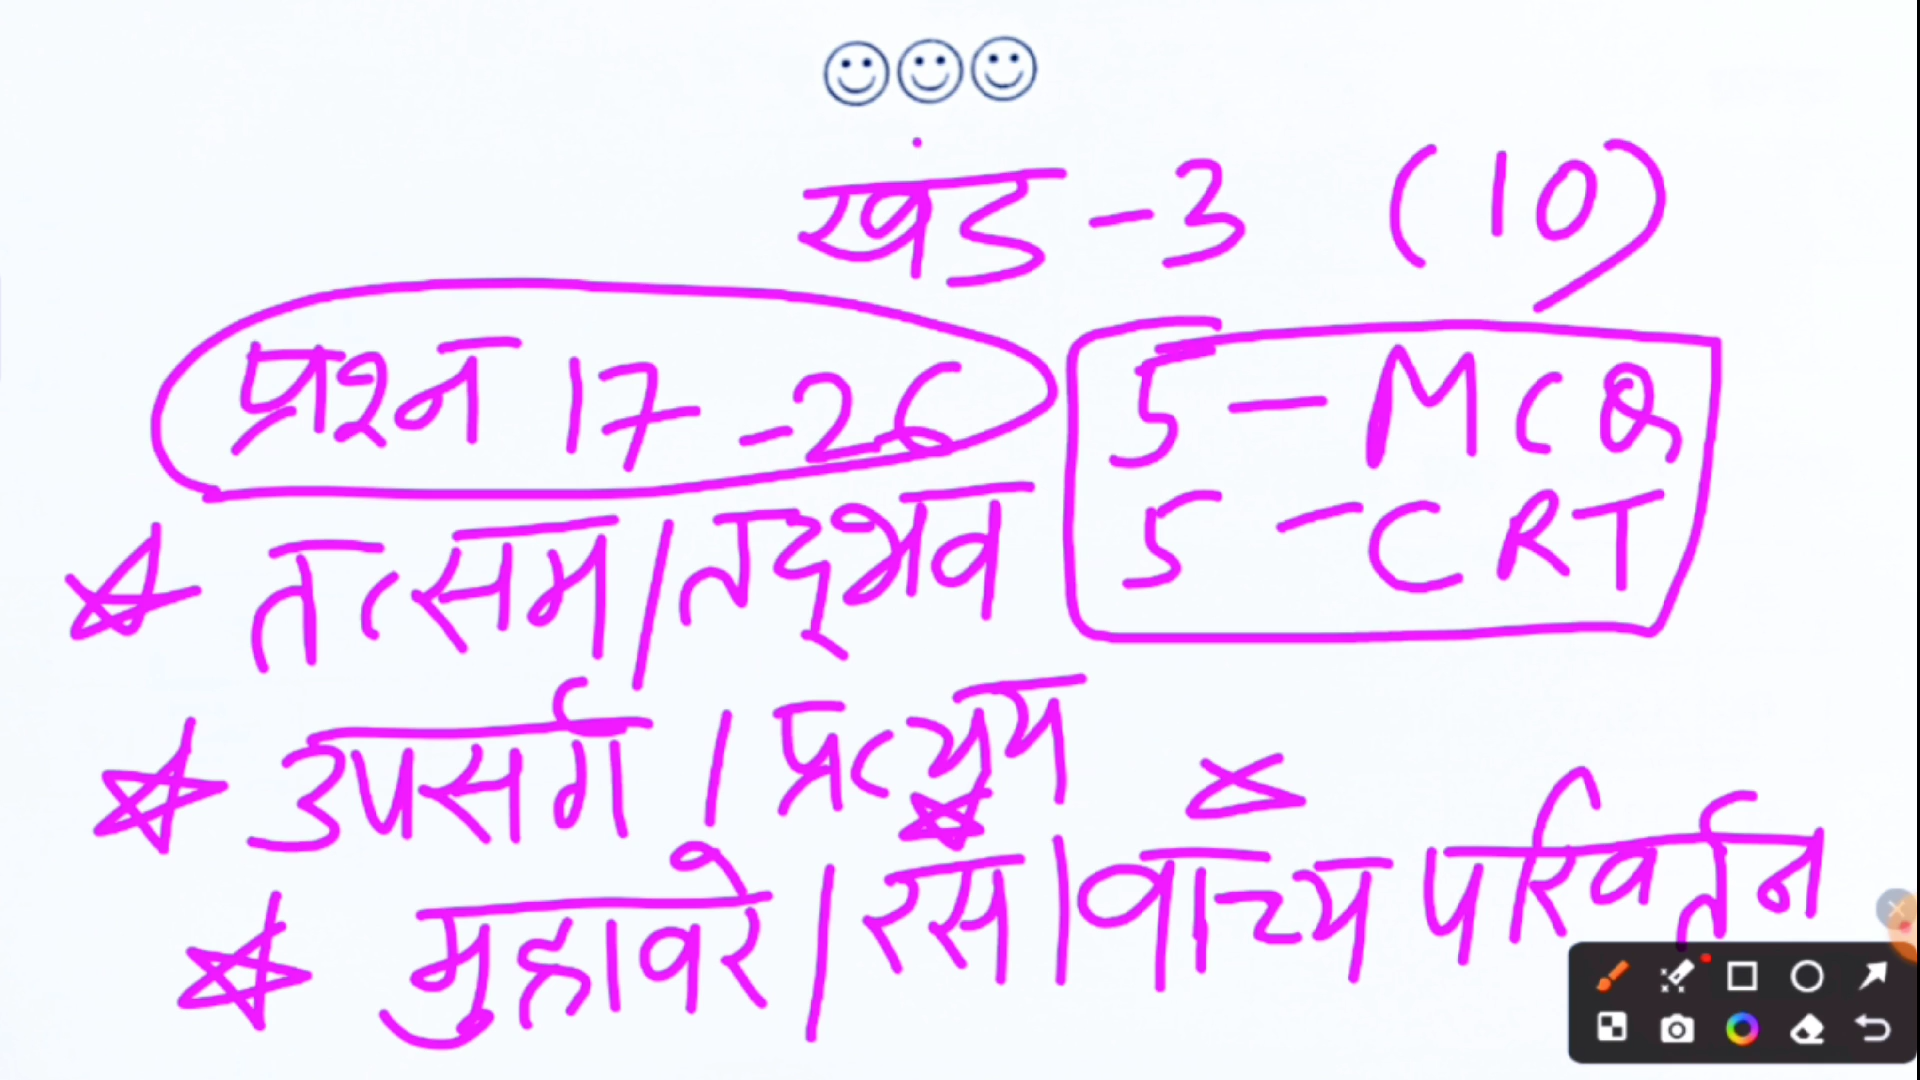 खंड - 3 (10)
प्रश्न 17 - 26
5 - MCQ
5 - CRT
तत्सम / तद्भव
उपसर्ग / प्रत्यय
मुहावरे / रस / वाच्य परिवर्तन